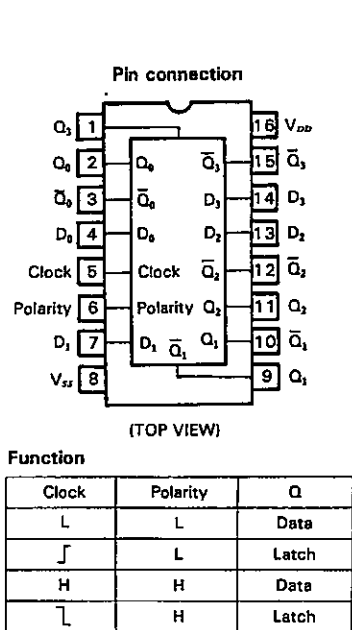 Pin connection
Q₃ 1 16 V_DD
Q₀ 2 Q₀ Q̄₃ 15 Q̄₃
Q̄₀ 3 Q̄₀ D₃ 14 D₃
D₀ 4 D₀ D₂ 13 D₂
Clock 5 Clock Q̄₂ 12 Q̄₂
Polarity 6 Polarity Q₂ 11 Q₂
D₁ 7 D₁ Q̄₁ Q₁ 10 Q̄₁
V_SS 8 9 Q₁
(TOP VIEW)
Function
Clock Polarity Q
L L Data
L Latch
H H Data
H Latch